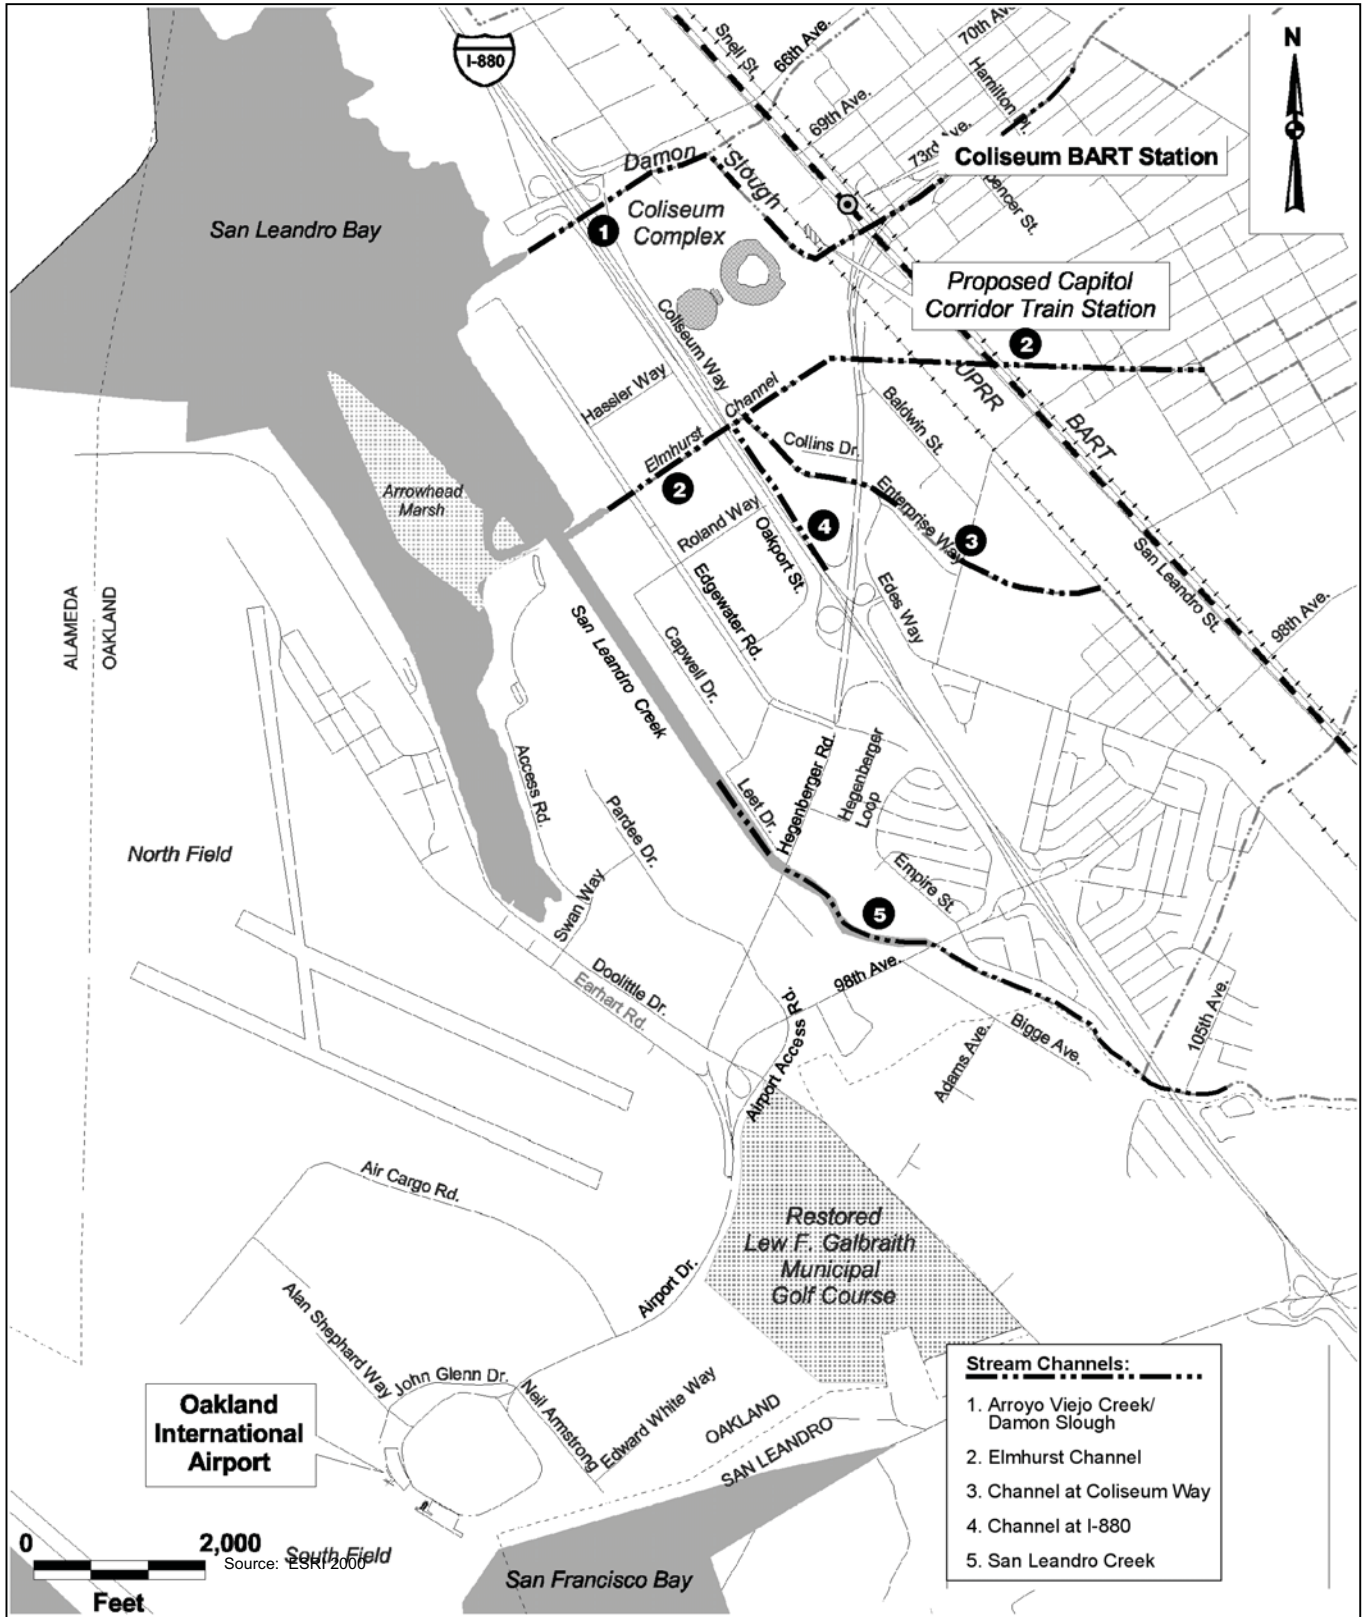 I-880
N
Snell St.
66th Ave.
70th Ave.
Hamilton Pl.
69th Ave.
73rd Ave.
Coliseum BART Station
Spencer St.
Damon
Slough
San Leandro Bay
1
Coliseum
Complex
Proposed Capitol
Corridor Train Station
2
Coliseum Way
UPRR
BART
Hassler Way
Elmhurst
Channel
Baldwin St.
Collins Dr.
2
Arrowhead
Marsh
Enterprise Way
3
4
Roland Way
Oakport St.
San Leandro St.
98th Ave.
Edgewater Rd.
Edes Way
ALAMEDA
OAKLAND
San Leandro Creek
Capwell Dr.
Access Rd.
Leet Dr.
Hegenberger Rd.
Hegenberger
Loop
Pardee Dr.
North Field
Empire St.
Swan Way
5
98th Ave.
Doolittle Dr.
Earhart Rd.
Airport Access Rd.
Adams Ave.
Bigge Ave.
105th Ave.
Air Cargo Rd.
Restored
Lew F. Galbraith
Municipal
Golf Course
Airport Dr.
Alan Shephard Way
John Glenn Dr.
Neil Armstrong
Edward White Way
OAKLAND
SAN LEANDRO
Oakland
International
Airport
Stream Channels:
1. Arroyo Viejo Creek/
Damon Slough
2. Elmhurst Channel
3. Channel at Coliseum Way
4. Channel at I-880
5. San Leandro Creek
0
2,000
Feet
South Field
Source: ESRI 2000
San Francisco Bay